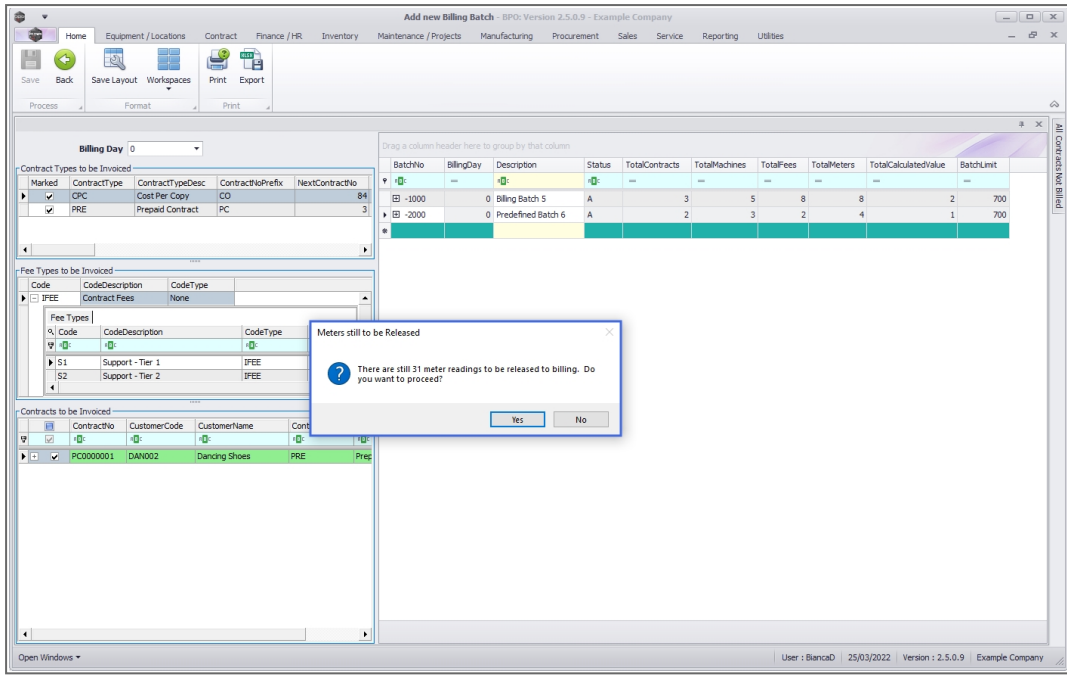 Add new Billing Batch - BPO: Version 2.5.0.9 - Example Company
Home Equipment / Locations Contract Finance / HR Inventory Maintenance / Projects Manufacturing Procurement Sales Service Reporting Utilities
Save Back Save Layout Workspaces Print Export
Process Format Print
All Contracts Not Billed
Billing Day 0
Contract Types to be Invoiced
Marked ContractType ContractTypeDesc ContractNoPrefix NextContractNo
CPC Cost Per Copy CO 84
PRE Prepaid Contract PC 3
Fee Types to be Invoiced
Code CodeDescription CodeType
IFEE Contract Fees None
Fee Types
Code CodeDescription CodeType
S1 Support - Tier 1 IFEE
S2 Support - Tier 2 IFEE
Contracts to be Invoiced
ContractNo CustomerCode CustomerName Cont
PC0000001 DAN002 Dancing Shoes PRE Prep
Drag a column header here to group by that column
BatchNo BillingDay Description Status TotalContracts TotalMachines TotalFees TotalMeters TotalCalculatedValue BatchLimit
-1000 0 Billing Batch 5 A 3 5 8 8 2 700
-2000 0 Predefined Batch 6 A 2 3 2 4 1 700
Meters still to be Released
There are still 31 meter readings to be released to billing. Do
you want to proceed?
Yes No
Open Windows User : BiancaD 25/03/2022 Version : 2.5.0.9 Example Company